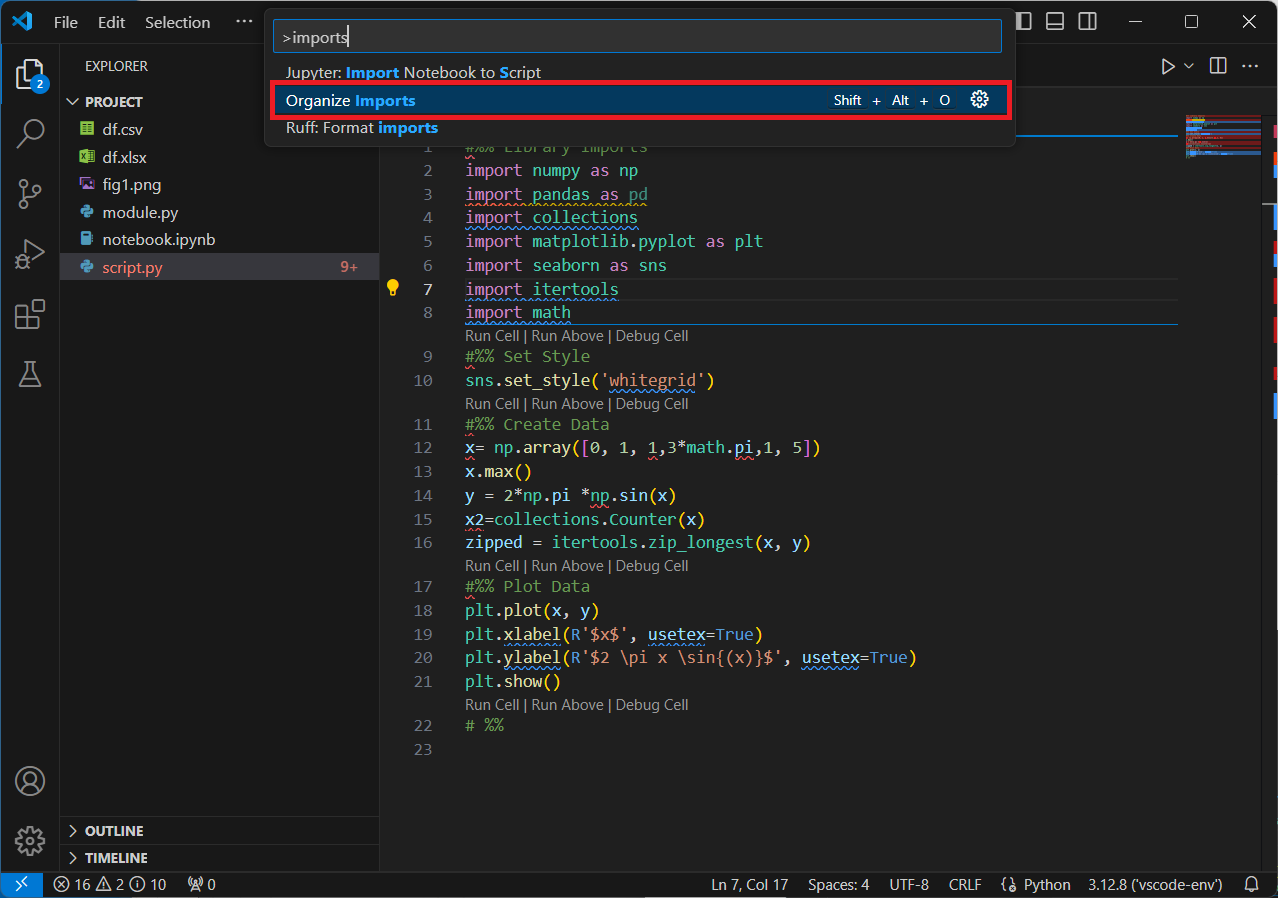 File Edit Selection ···
>imports
Jupyter: Import Notebook to Script
Organize Imports Shift + Alt + O
Ruff: Format imports
2
EXPLORER
PROJECT
df.csv
df.xlsx
fig1.png
module.py
notebook.ipynb
script.py 9+
OUTLINE
TIMELINE
1 #%% Library Imports
2 import numpy as np
3 import pandas as pd
4 import collections
5 import matplotlib.pyplot as plt
6 import seaborn as sns
7 import itertools
8 import math
Run Cell | Run Above | Debug Cell
9 #%% Set Style
10 sns.set_style('whitegrid')
Run Cell | Run Above | Debug Cell
11 #%% Create Data
12 x= np.array([0, 1, 1,3*math.pi,1, 5])
13 x.max()
14 y = 2*np.pi *np.sin(x)
15 x2=collections.Counter(x)
16 zipped = itertools.zip_longest(x, y)
Run Cell | Run Above | Debug Cell
17 #%% Plot Data
18 plt.plot(x, y)
19 plt.xlabel(R'$x$', usetex=True)
20 plt.ylabel(R'$2 \pi x \sin{(x)}$', usetex=True)
21 plt.show()
Run Cell | Run Above | Debug Cell
22 # %%
23
16 2 10 0 Ln 7, Col 17 Spaces: 4 UTF-8 CRLF Python 3.12.8 ('vscode-env')